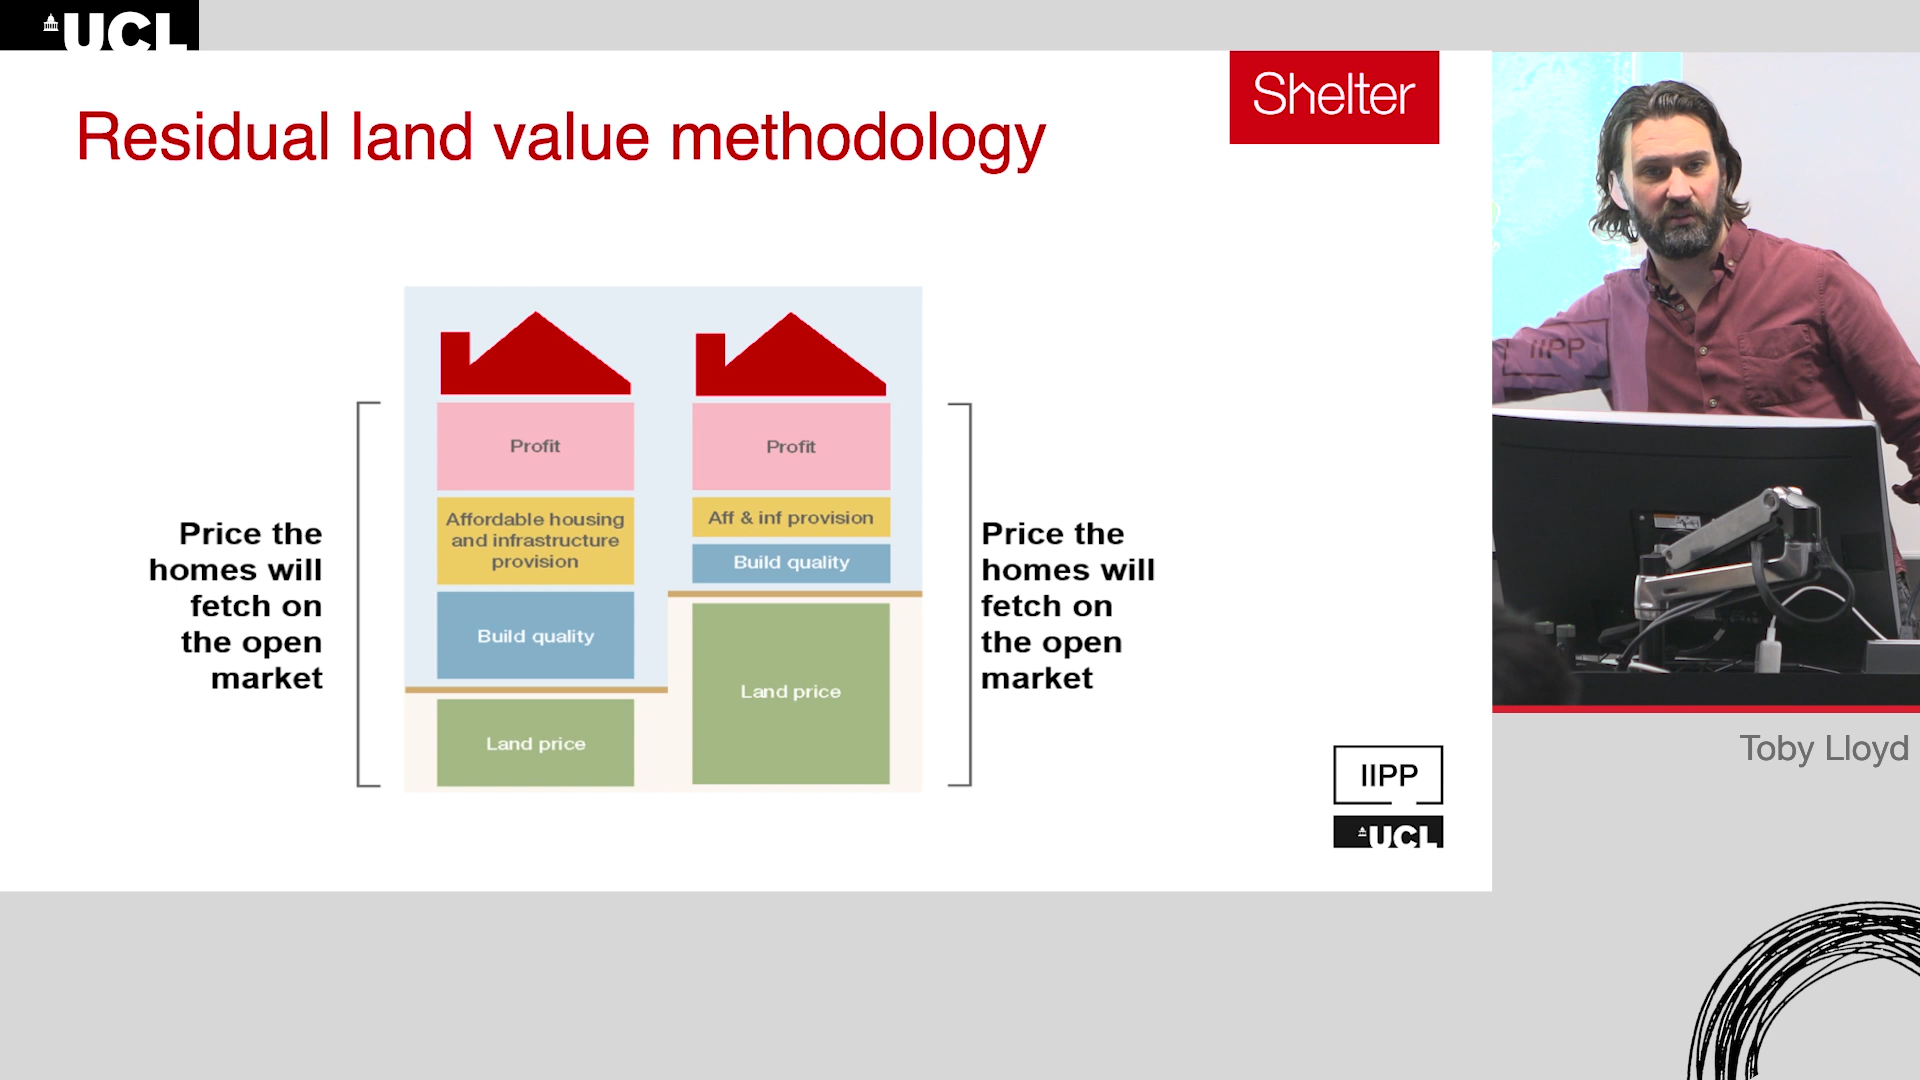 UCL
Shelter
Residual land value methodology
Profit
Profit
Affordable housing
and infrastructure
provision
Aff & inf provision
Build quality
Build quality
Land price
Land price
Price the
homes will
fetch on
the open
market
Price the
homes will
fetch on
the open
market
IIPP
UCL
IIPP
Toby Lloyd